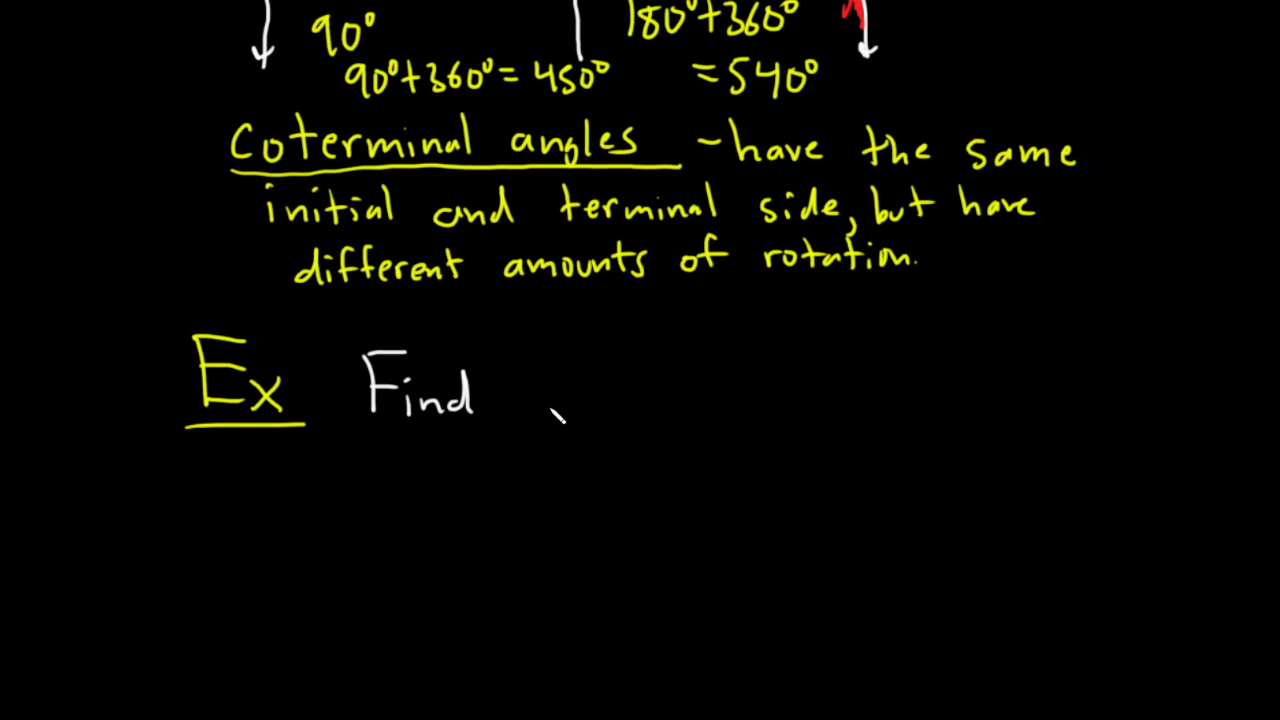 90° 180°+360°
90°+360°= 450° =540°
Coterminal angles - have the same
initial and terminal side, but have
different amounts of rotation.
Ex Find